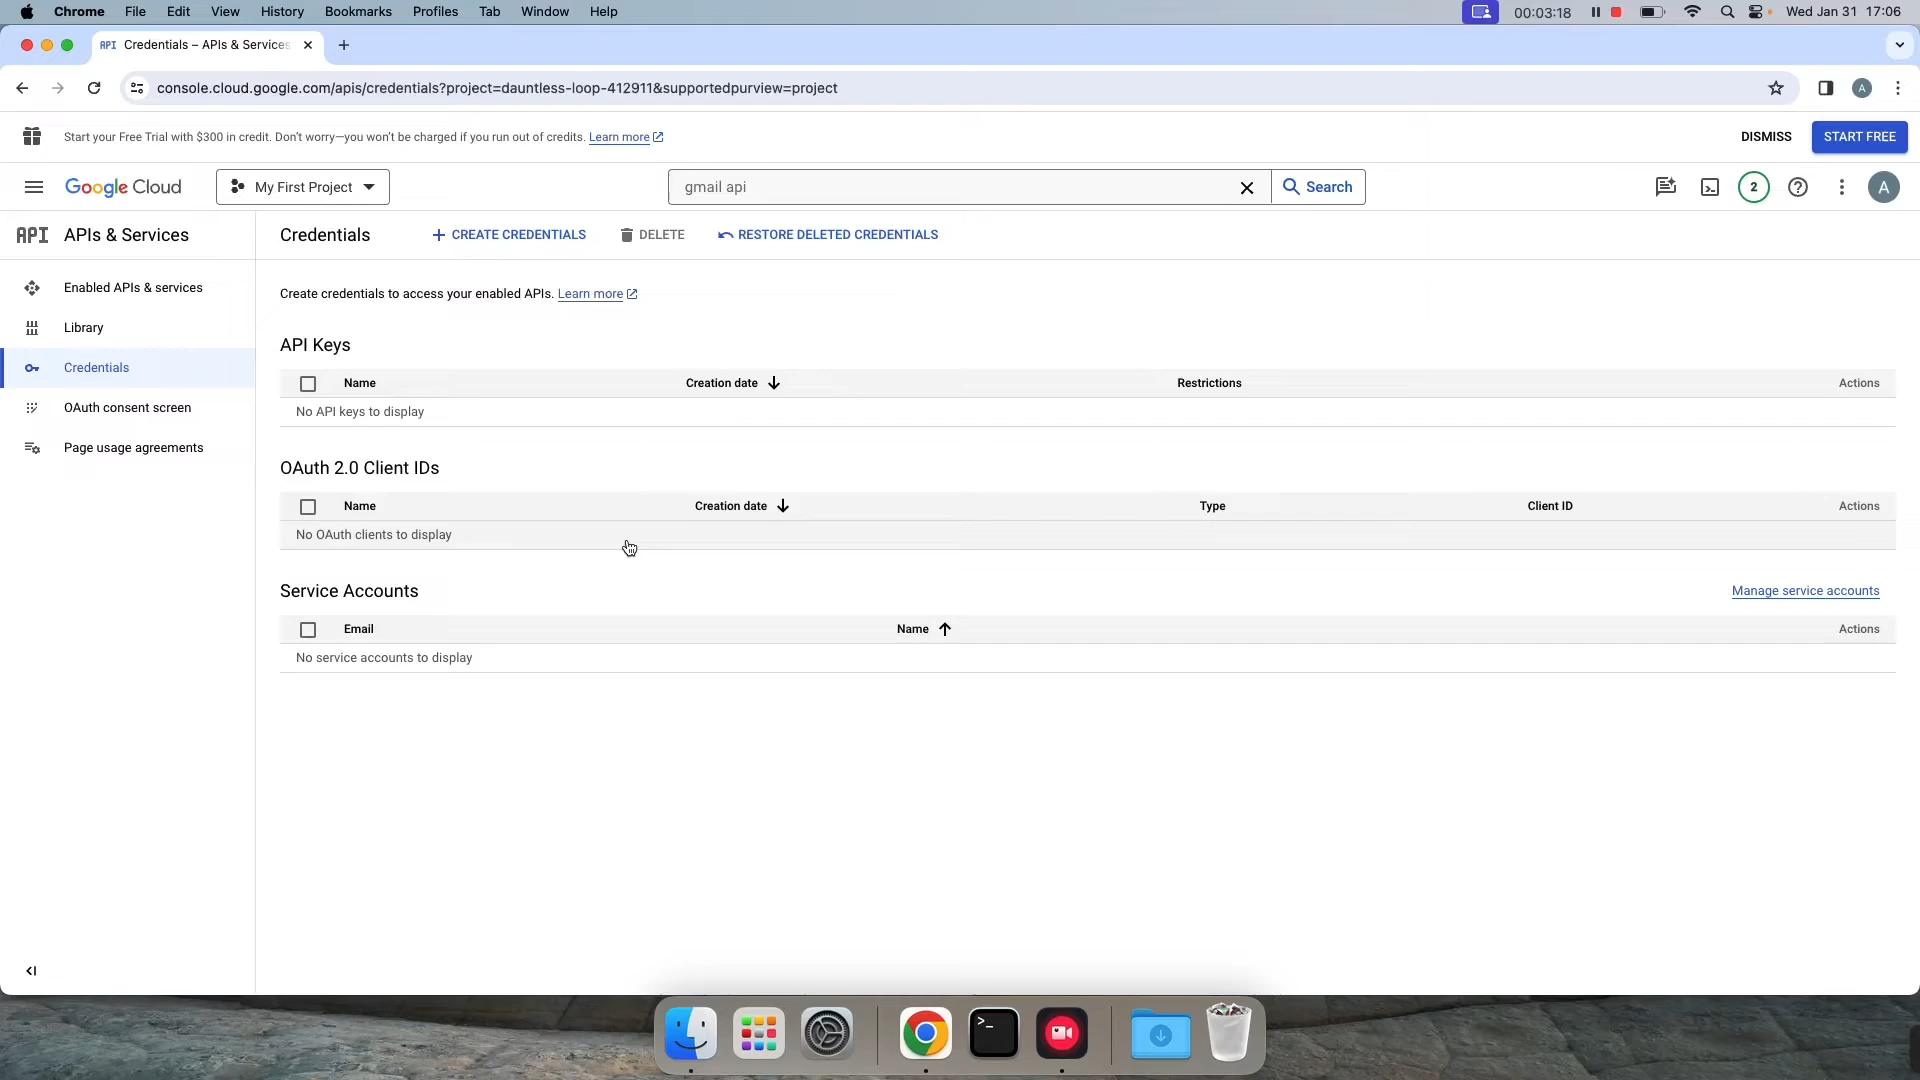 Chrome File Edit View History Bookmarks Profiles Tab Window Help 00:03:18 Wed Jan 31 17:06
API Credentials – APIs & Services
console.cloud.google.com/apis/credentials?project=dauntless-loop-412911&supportedpurview=project A
Start your Free Trial with $300 in credit. Don't worry—you won't be charged if you run out of credits. Learn more DISMISS START FREE
Google Cloud My First Project gmail api Search 2 A
API APIs & Services Credentials CREATE CREDENTIALS DELETE RESTORE DELETED CREDENTIALS
Enabled APIs & services
Library
Credentials
OAuth consent screen
Page usage agreements
Create credentials to access your enabled APIs. Learn more
API Keys
Name Creation date Restrictions Actions
No API keys to display
OAuth 2.0 Client IDs
Name Creation date Type Client ID Actions
No OAuth clients to display
Service Accounts Manage service accounts
Email Name Actions
No service accounts to display
>_